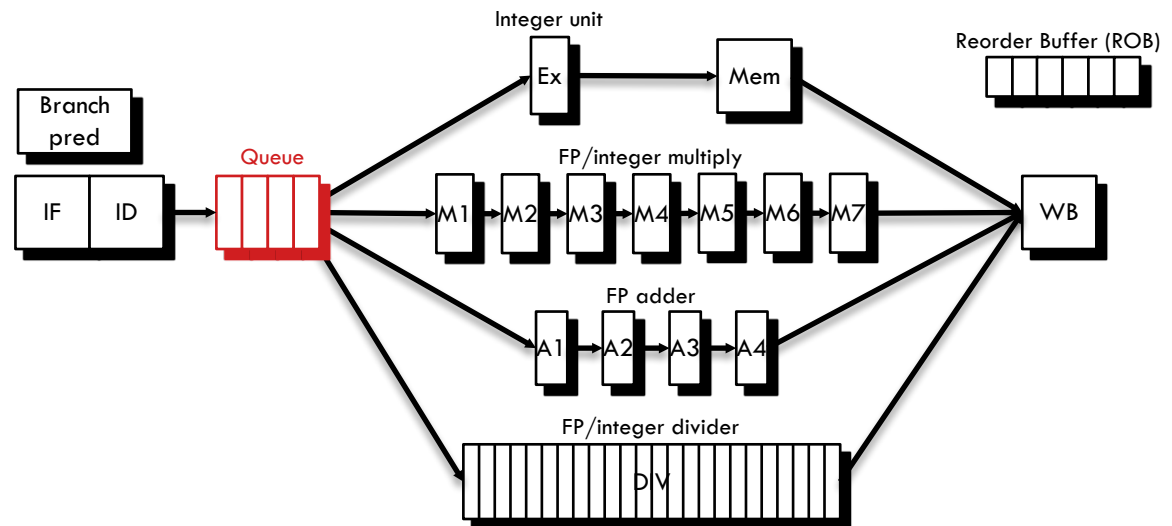 Integer unit
Reorder Buffer (ROB)
Ex
Mem
Branch
pred
Queue
FP/integer multiply
IF
ID
M1
M2
M3
M4
M5
M6
M7
WB
FP adder
A1
A2
A3
A4
FP/integer divider
DIV